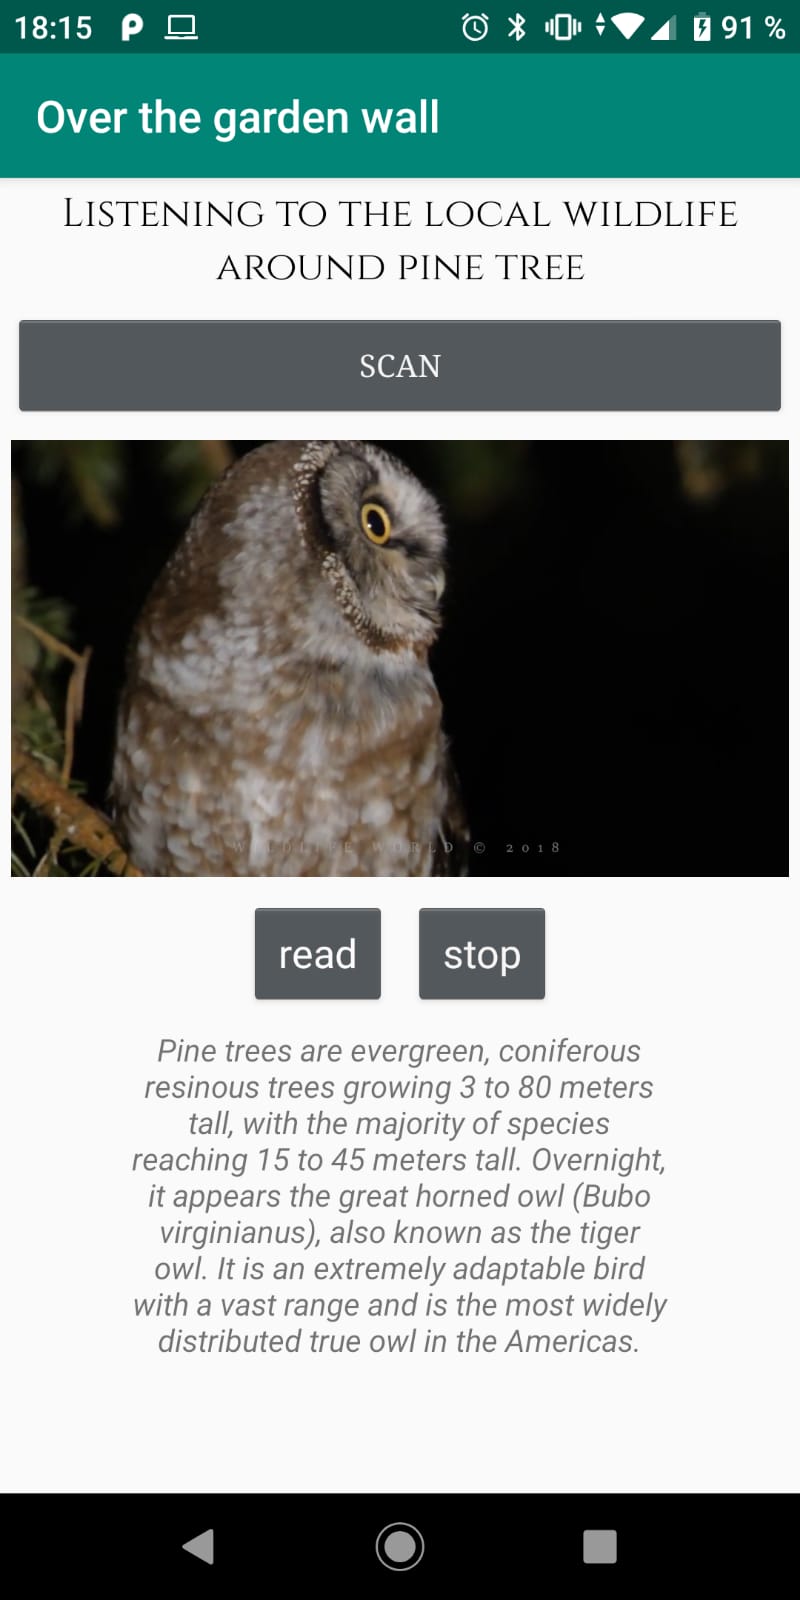 18:15 91 %
Over the garden wall
LISTENING TO THE LOCAL WILDLIFE
AROUND PINE TREE
SCAN
WILDLIFE WORLD © 2018
read stop
Pine trees are evergreen, coniferous
resinous trees growing 3 to 80 meters
tall, with the majority of species
reaching 15 to 45 meters tall. Overnight,
it appears the great horned owl (Bubo
virginianus), also known as the tiger
owl. It is an extremely adaptable bird
with a vast range and is the most widely
distributed true owl in the Americas.